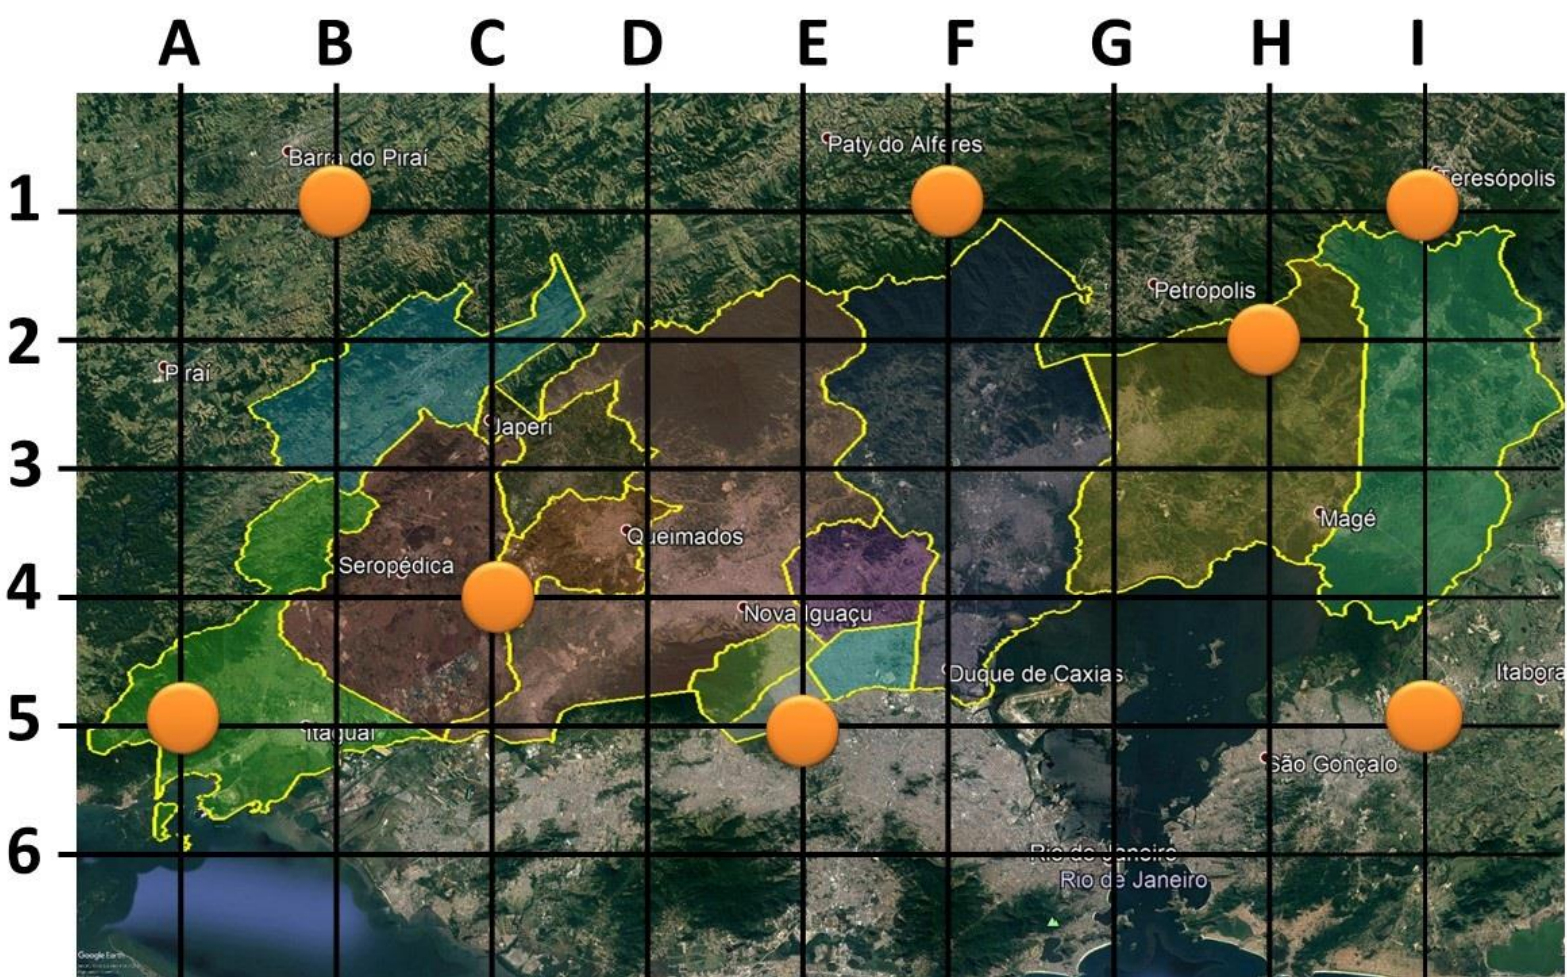 A B C D E F G H I
Paty do Alferes
Barra do Piraí
Teresópolis
1
Petrópolis
2
Piraí
Japeri
3
Magé
Queimados
Seropédica
4
Nova Iguaçu
Duque de Caxias
Itabora
5
Itaguaí
São Gonçalo
6
Rio de Janeiro
Rio de Janeiro
Google Earth